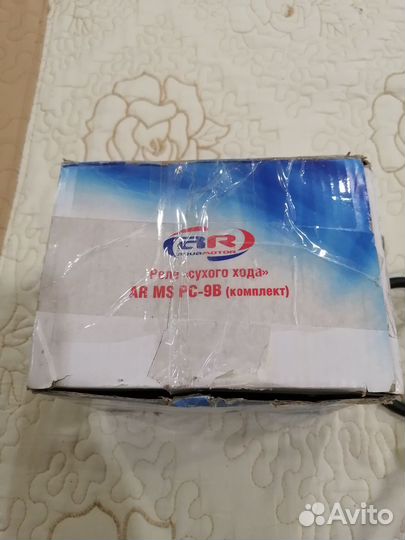 AR
AQUAMOTOR
Реле «сухого хода»
AR MS PC-9B (комплект)
Avito